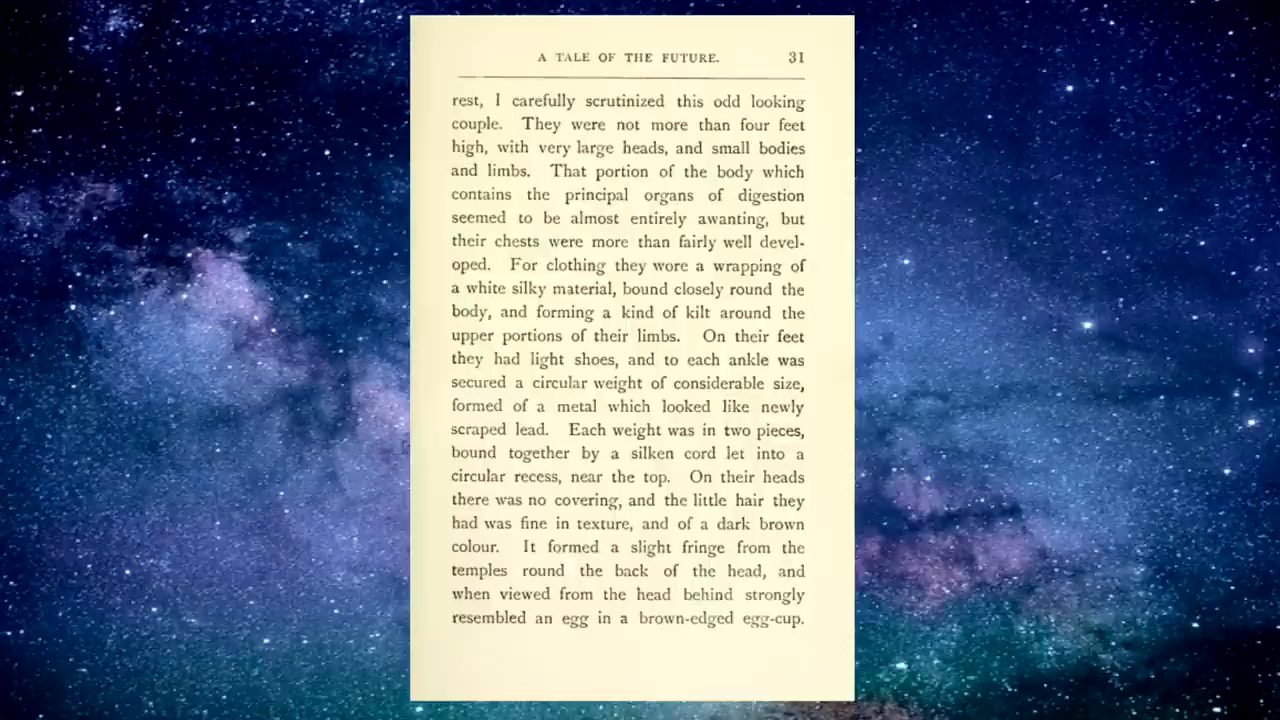 A TALE OF THE FUTURE. 31
rest, I carefully scrutinized this odd looking
couple. They were not more than four feet
high, with very large heads, and small bodies
and limbs. That portion of the body which
contains the principal organs of digestion
seemed to be almost entirely awanting, but
their chests were more than fairly well devel-
oped. For clothing they wore a wrapping of
a white silky material, bound closely round the
body, and forming a kind of kilt around the
upper portions of their limbs. On their feet
they had light shoes, and to each ankle was
secured a circular weight of considerable size,
formed of a metal which looked like newly
scraped lead. Each weight was in two pieces,
bound together by a silken cord let into a
circular recess, near the top. On their heads
there was no covering, and the little hair they
had was fine in texture, and of a dark brown
colour. It formed a slight fringe from the
temples round the back of the head, and
when viewed from the head behind strongly
resembled an egg in a brown-edged egg-cup.